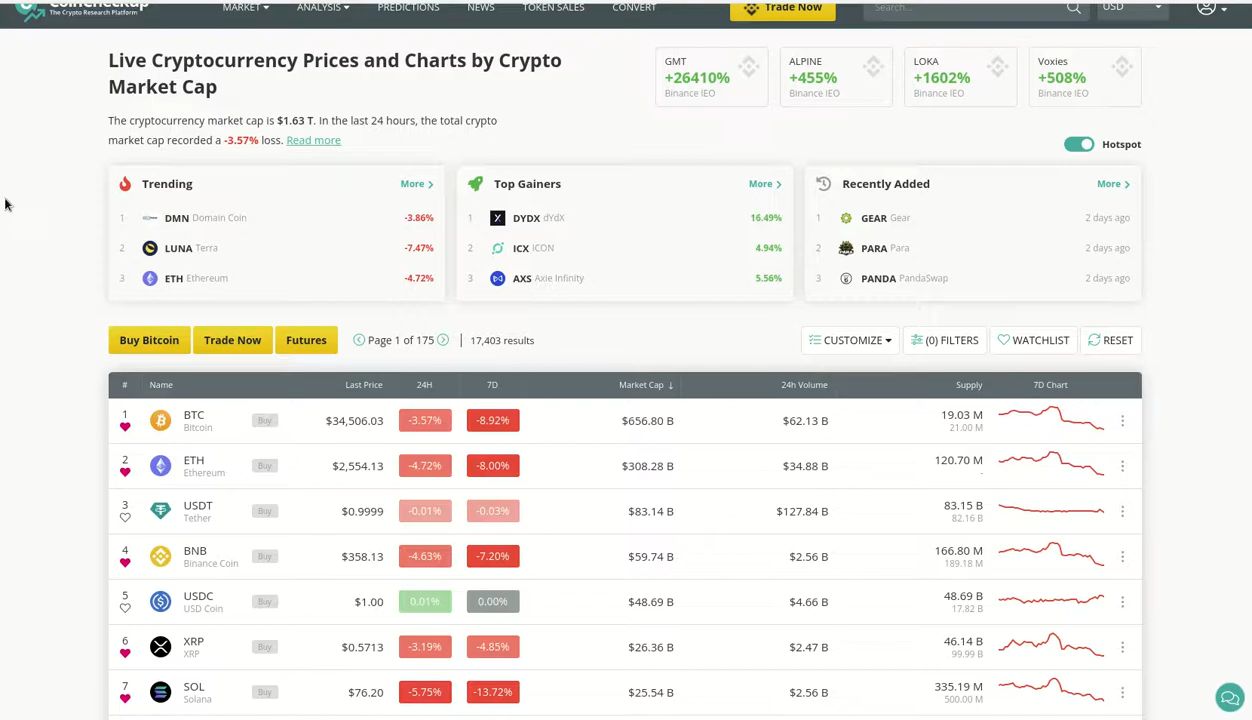 CoinCheckup
The Crypto Research Platform
MARKET
ANALYSIS
PREDICTIONS
NEWS
TOKEN SALES
CONVERT
Trade Now
Search...
USD
Live Cryptocurrency Prices and Charts by Crypto
Market Cap
The cryptocurrency market cap is $1.63 T. In the last 24 hours, the total crypto
market cap recorded a -3.57% loss. Read more
GMT
+26410%
Binance IEO
ALPINE
+455%
Binance IEO
LOKA
+1602%
Binance IEO
Voxies
+508%
Binance IEO
Hotspot
Trending More
1 DMN Domain Coin -3.86%
2 LUNA Terra -7.47%
3 ETH Ethereum -4.72%
Top Gainers More
1 DYDX dYdX 16.49%
2 ICX ICON 4.94%
3 AXS Axie Infinity 5.56%
Recently Added More
1 GEAR Gear 2 days ago
2 PARA Para 2 days ago
3 PANDA PandaSwap 2 days ago
Buy Bitcoin Trade Now Futures Page 1 of 175 | 17,403 results CUSTOMIZE (0) FILTERS WATCHLIST RESET
# Name Last Price 24H 7D Market Cap ↓ 24h Volume Supply 7D Chart
1 BTC Buy $34,506.03 -3.57% -8.92% $656.80 B $62.13 B 19.03 M
Bitcoin 21.00 M
2 ETH Buy $2,554.13 -4.72% -8.00% $308.28 B $34.88 B 120.70 M
Ethereum -
3 USDT Buy $0.9999 -0.01% -0.03% $83.14 B $127.84 B 83.15 B
Tether 82.16 B
4 BNB Buy $358.13 -4.63% -7.20% $59.74 B $2.56 B 166.80 M
Binance Coin 189.18 M
5 USDC Buy $1.00 0.01% 0.00% $48.69 B $4.66 B 48.69 B
USD Coin 17.82 B
6 XRP Buy $0.5713 -3.19% -4.85% $26.36 B $2.47 B 46.14 B
XRP 99.99 B
7 SOL Buy $76.20 -5.75% -13.72% $25.54 B $2.56 B 335.19 M
Solana 500.00 M